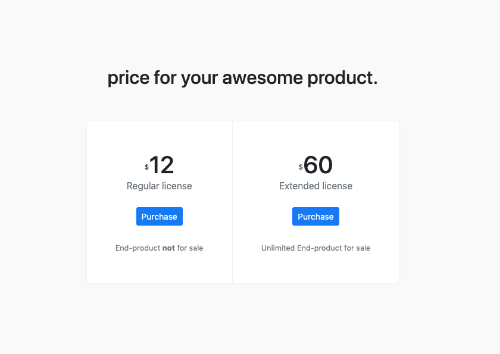 price for your awesome product.
$12
Regular license
Purchase
End-product not for sale
$60
Extended license
Purchase
Unlimited End-product for sale